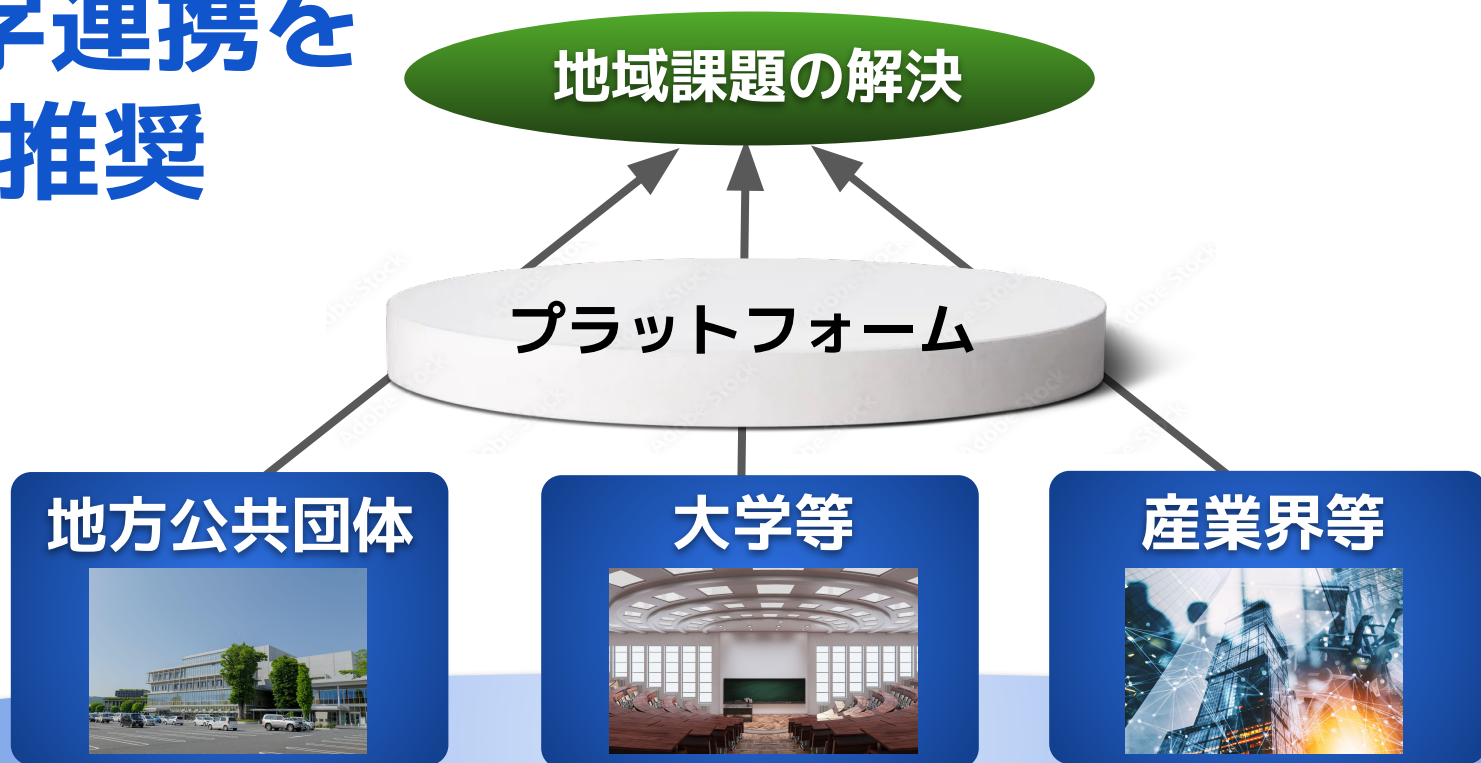 学連携を
推奨
地域課題の解決
プラットフォーム
地方公共団体
大学等
産業界等